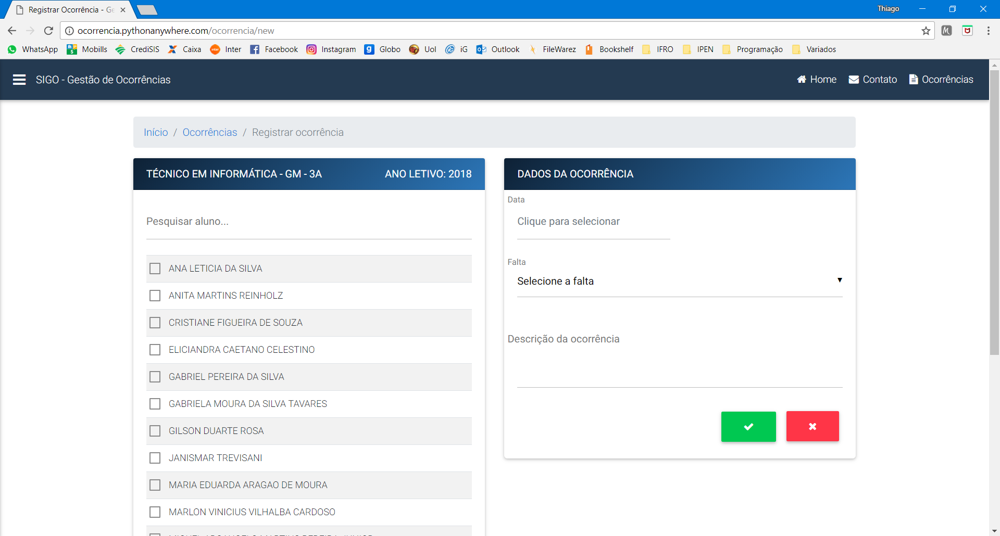 Registrar Ocorrência - Ge
Thiago
ocorrencia.pythonanywhere.com/ocorrencia/new
WhatsApp Mobills CrediSIS Caixa Inter Facebook Instagram Globo Uol iG Outlook FileWarez Bookshelf IFRO IPEN Programação Variados
SIGO - Gestão de Ocorrências
Home Contato Ocorrências
Início / Ocorrências / Registrar ocorrência
TÉCNICO EM INFORMÁTICA - GM - 3A ANO LETIVO: 2018
Pesquisar aluno...
ANA LETICIA DA SILVA
ANITA MARTINS REINHOLZ
CRISTIANE FIGUEIRA DE SOUZA
ELICIANDRA CAETANO CELESTINO
GABRIEL PEREIRA DA SILVA
GABRIELA MOURA DA SILVA TAVARES
GILSON DUARTE ROSA
JANISMAR TREVISANI
MARIA EDUARDA ARAGAO DE MOURA
MARLON VINICIUS VILHALBA CARDOSO
DADOS DA OCORRÊNCIA
Data
Clique para selecionar
Falta
Selecione a falta
Descrição da ocorrência